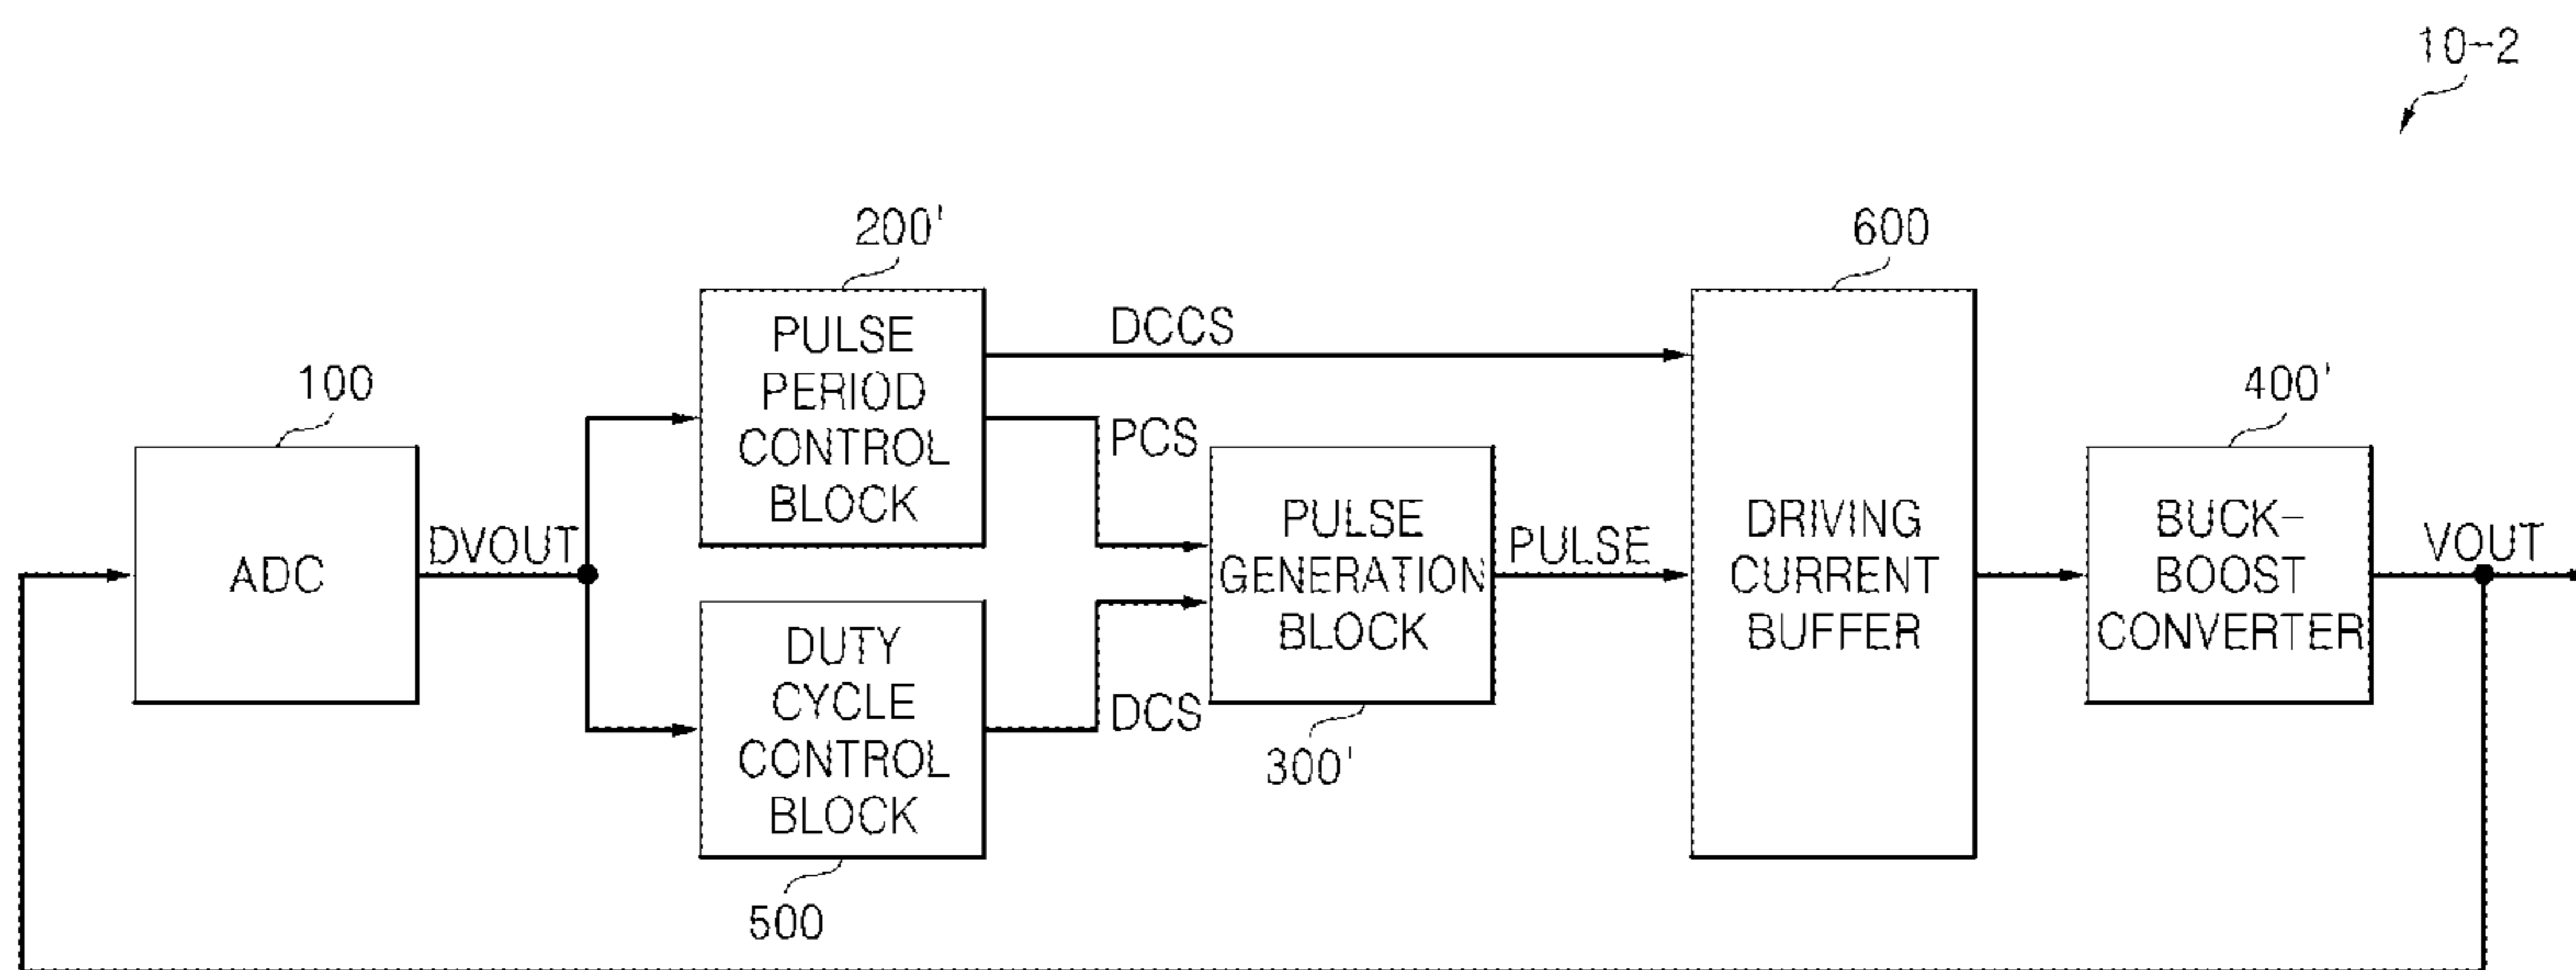 10-2
200'
600
PULSE
PERIOD
CONTROL
BLOCK
DCCS
100
400'
PCS
ADC
DVOUT
PULSE
GENERATION
BLOCK
PULSE
DRIVING
CURRENT
BUFFER
BUCK-
BOOST
CONVERTER
VOUT
DUTY
CYCLE
CONTROL
BLOCK
DCS
300'
500